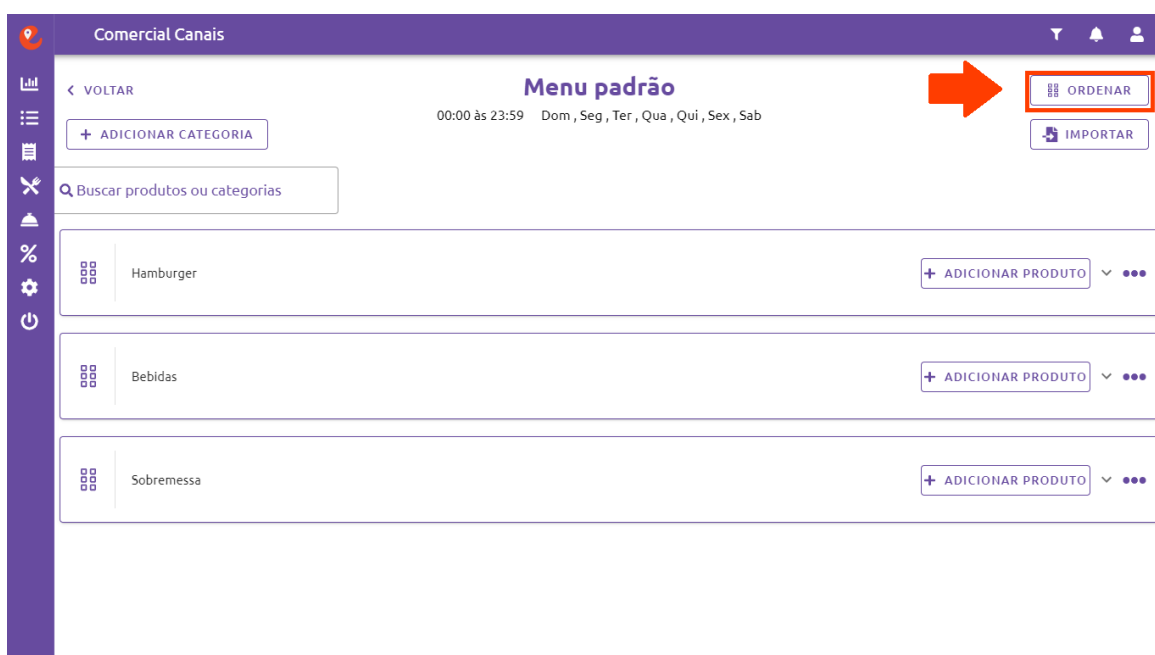 Comercial Canais
VOLTAR
Menu padrão
ORDENAR
00:00 às 23:59 Dom , Seg , Ter , Qua , Qui , Sex , Sab
+ ADICIONAR CATEGORIA
IMPORTAR
Buscar produtos ou categorias
Hamburger
+ ADICIONAR PRODUTO
Bebidas
+ ADICIONAR PRODUTO
Sobremessa
+ ADICIONAR PRODUTO